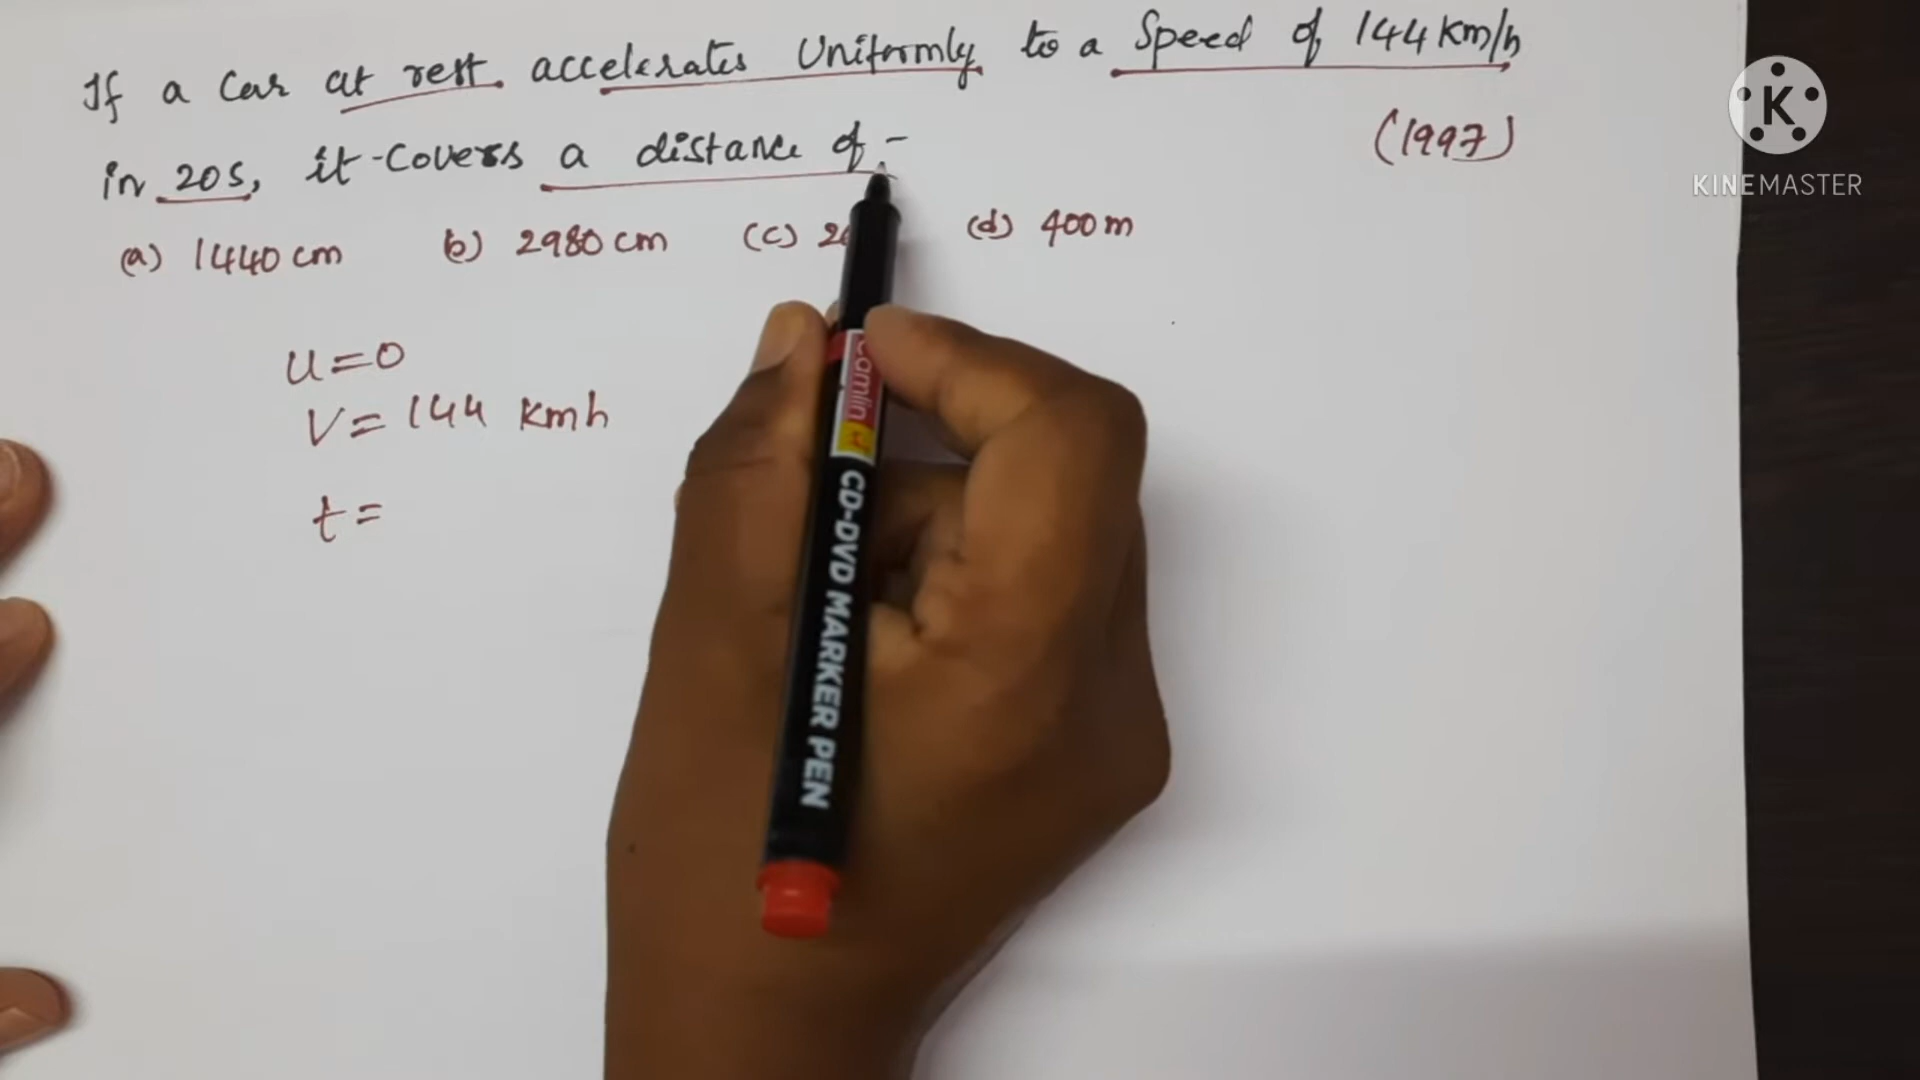 If a Car at rest accelerates Uniformly to a Speed of 144 Km/h
in 20s, it covers a distance of -
(1997)
(a) 1440 cm (b) 2980 cm (c) (d) 400 m
u=0
V= 144 Kmh
t=
K
KINEMASTER
Camlin
CD-DVD MARKER PEN